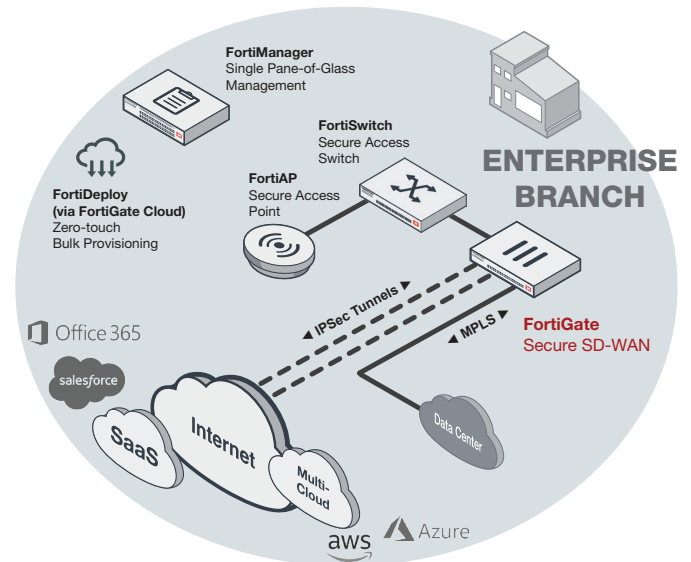 FortiManager
Single Pane-of-Glass
Management
FortiSwitch
Secure Access
Switch
ENTERPRISE
BRANCH
FortiAP
Secure Access
Point
FortiDeploy
(via FortiGate Cloud)
Zero-touch
Bulk Provisioning
IPSec Tunnels
MPLS
FortiGate
Secure SD-WAN
Office 365
salesforce
SaaS
Internet
Multi-
Cloud
Data Center
aws
Azure